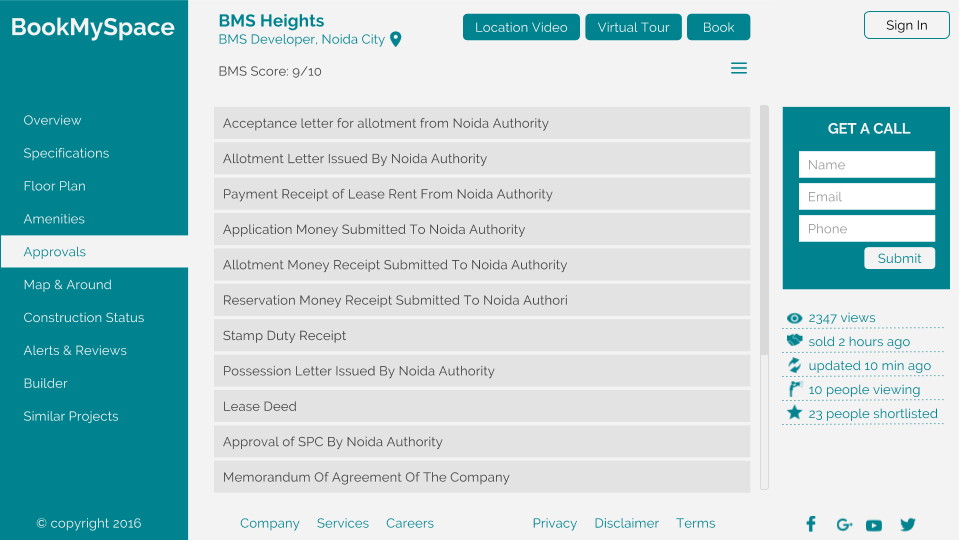 BookMySpace
BMS Heights
BMS Developer, Noida City
Location Video
Virtual Tour
Book
Sign In
BMS Score: 9/10
Overview
Specifications
Floor Plan
Amenities
Approvals
Map & Around
Construction Status
Alerts & Reviews
Builder
Similar Projects
© copyright 2016
Acceptance letter for allotment from Noida Authority
Allotment Letter Issued By Noida Authority
Payment Receipt of Lease Rent From Noida Authority
Application Money Submitted To Noida Authority
Allotment Money Receipt Submitted To Noida Authority
Reservation Money Receipt Submitted To Noida Authori
Stamp Duty Receipt
Possession Letter Issued By Noida Authority
Lease Deed
Approval of SPC By Noida Authority
Memorandum Of Agreement Of The Company
GET A CALL
Name
Email
Phone
Submit
2347 views
sold 2 hours ago
updated 10 min ago
10 people viewing
23 people shortlisted
Company Services Careers
Privacy Disclaimer Terms